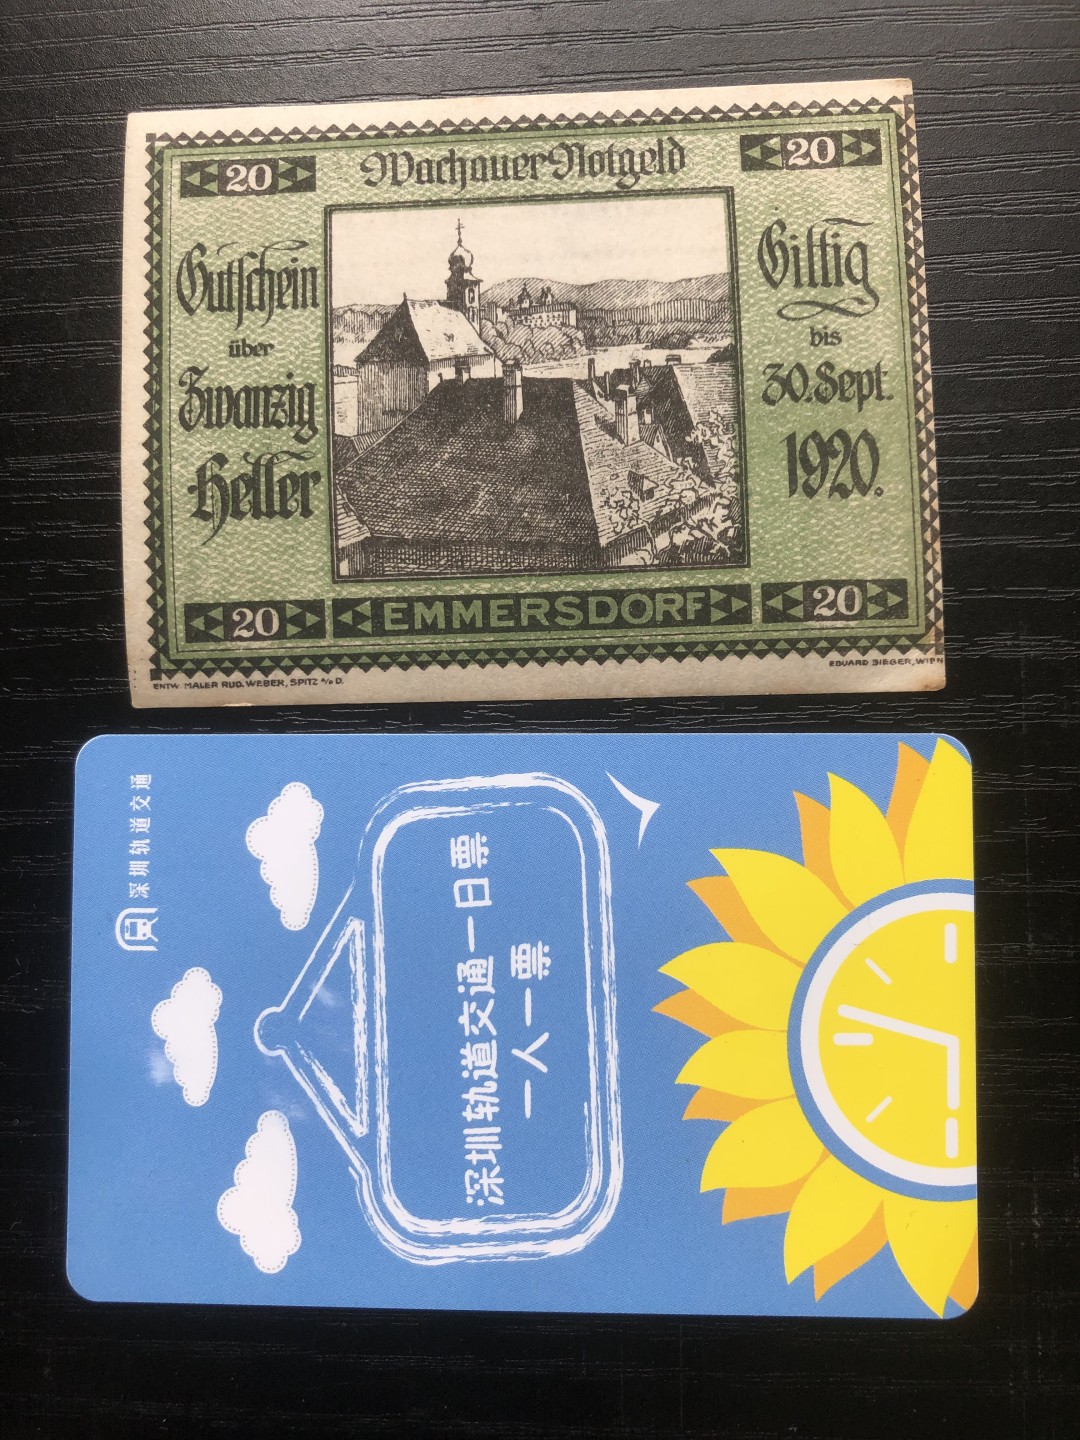 Wachauer Notgeld
20
20
Gutschein
über
Zwanzig
Heller
Giltig
bis
30. Sept.
1920.
20
EMMERSDORF
20
ENTW. MALER RUD. WEBER, SPITZ a/D.
EDUARD SIEGER, WIEN
深圳轨道交通
深圳轨道交通一日票
一人一票